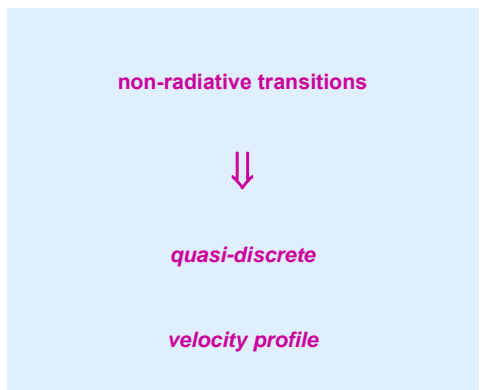 non-radiative transitions
⇓
quasi-discrete
velocity profile